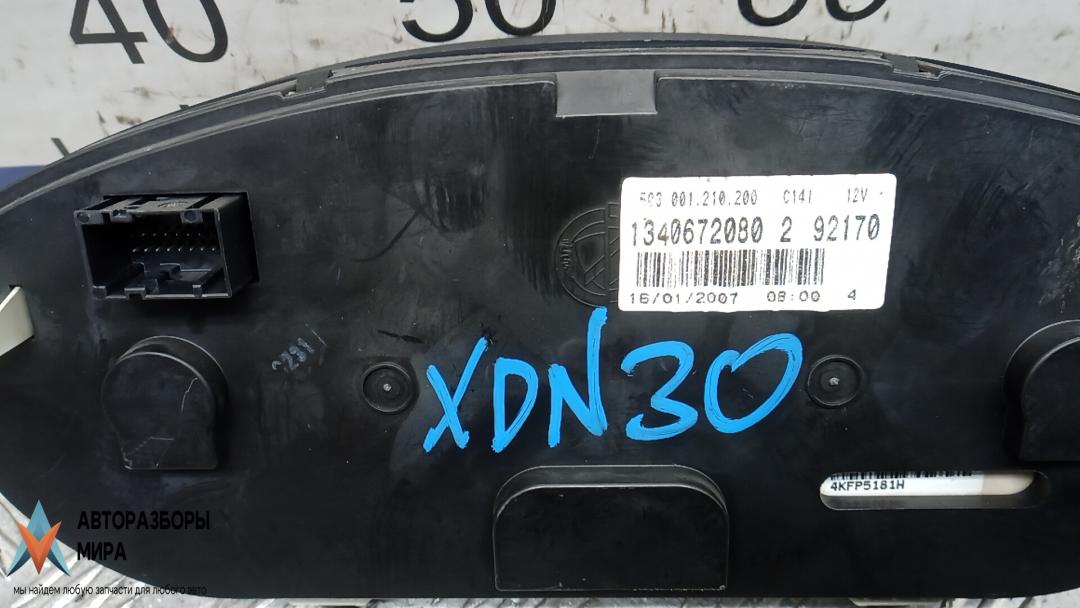 40
503.001.210.200 C141 12V
1340672080 2 92170
16/01/2007 08:00 4
2281
XDN30
4KFP5181H
АВТОРАЗБОРЫ
МИРА
мы найдем любую запчасти для любого авто